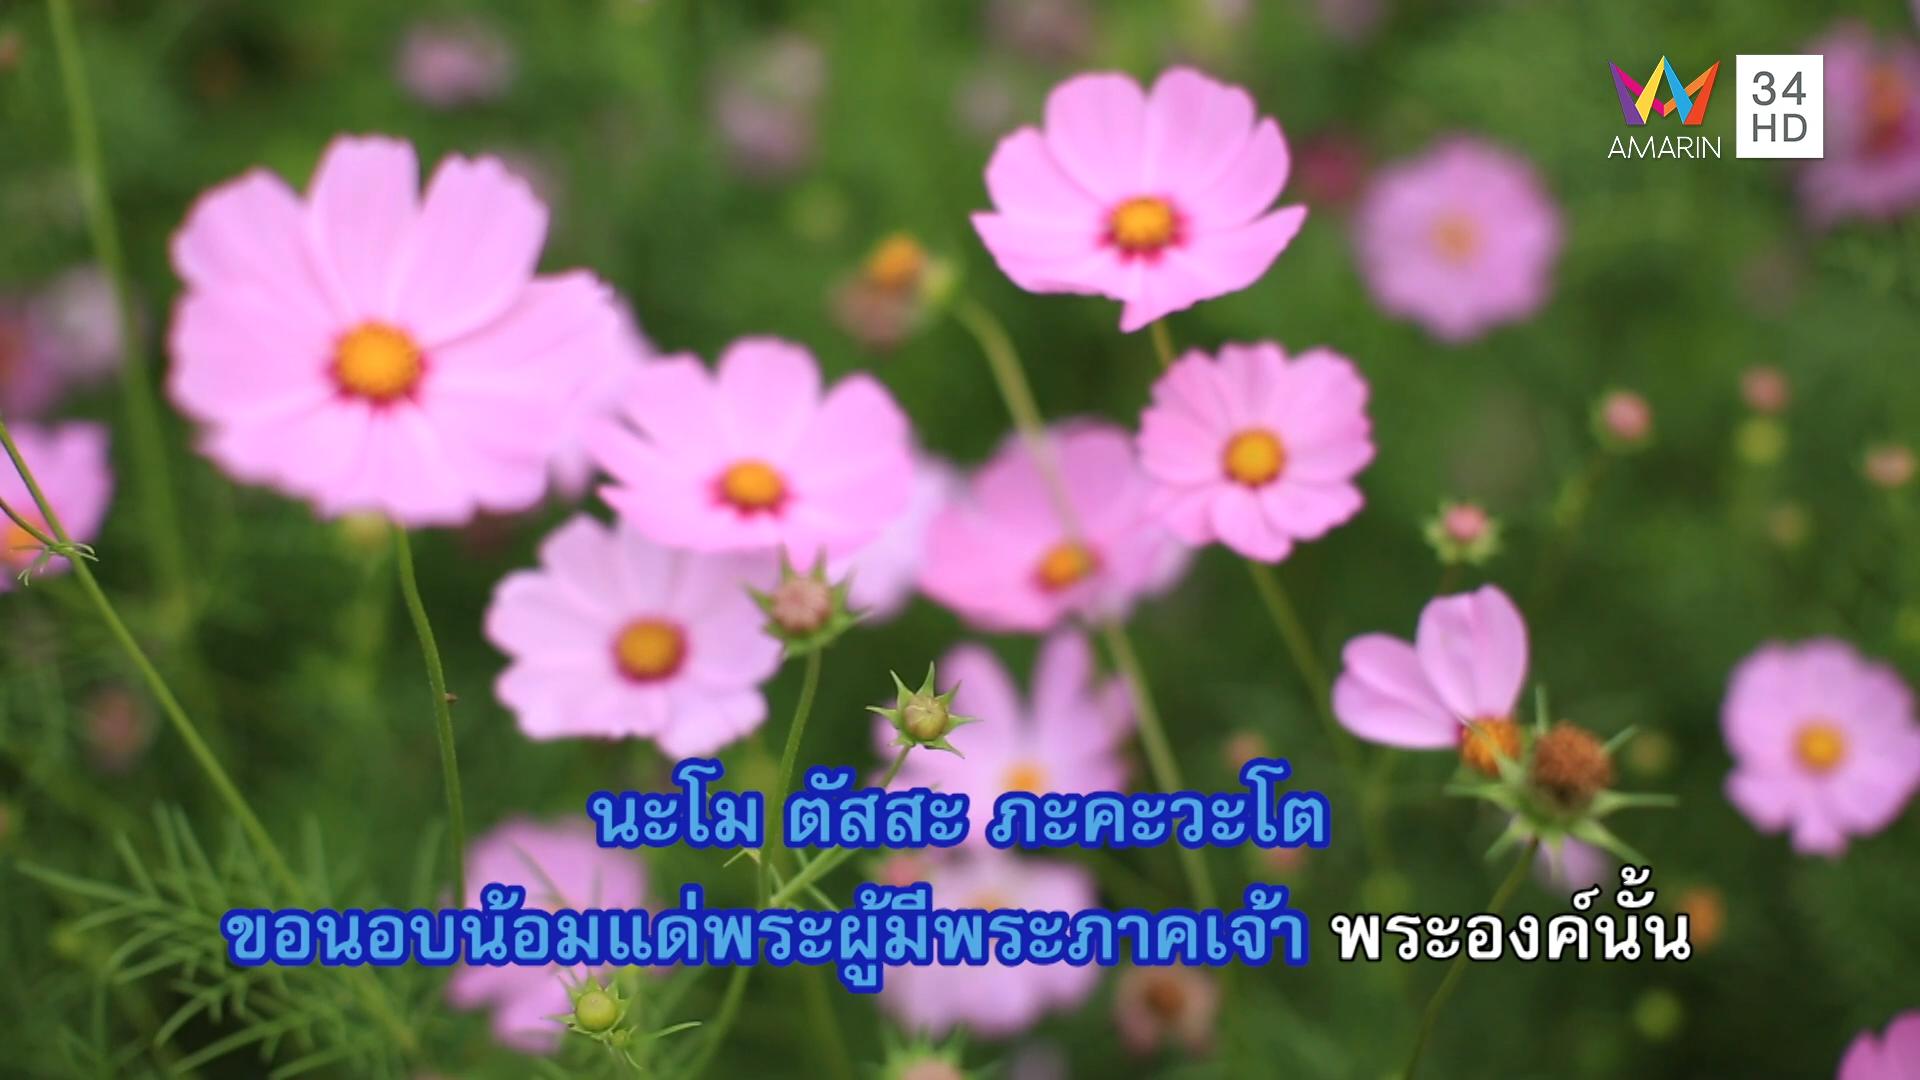 AMARIN
34
HD
นะโม ตัสสะ ภะคะวะโต
ขอนอบน้อมแด่พระผู้มีพระภาคเจ้า พระองค์นั้น